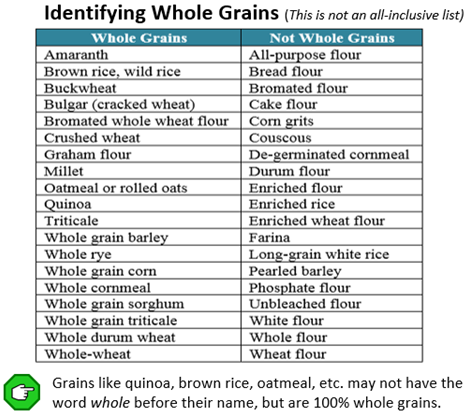 Identifying Whole Grains (This is not an all-inclusive list)
Whole Grains Not Whole Grains
Amaranth All-purpose flour
Brown rice, wild rice Bread flour
Buckwheat Bromated flour
Bulgar (cracked wheat) Cake flour
Bromated whole wheat flour Corn grits
Crushed wheat Couscous
Graham flour De-germinated cornmeal
Millet Durum flour
Oatmeal or rolled oats Enriched flour
Quinoa Enriched rice
Triticale Enriched wheat flour
Whole grain barley Farina
Whole rye Long-grain white rice
Whole grain corn Pearled barley
Whole cornmeal Phosphate flour
Whole grain sorghum Unbleached flour
Whole grain triticale White flour
Whole durum wheat Whole flour
Whole-wheat Wheat flour
Grains like quinoa, brown rice, oatmeal, etc. may not have the
word whole before their name, but are 100% whole grains.